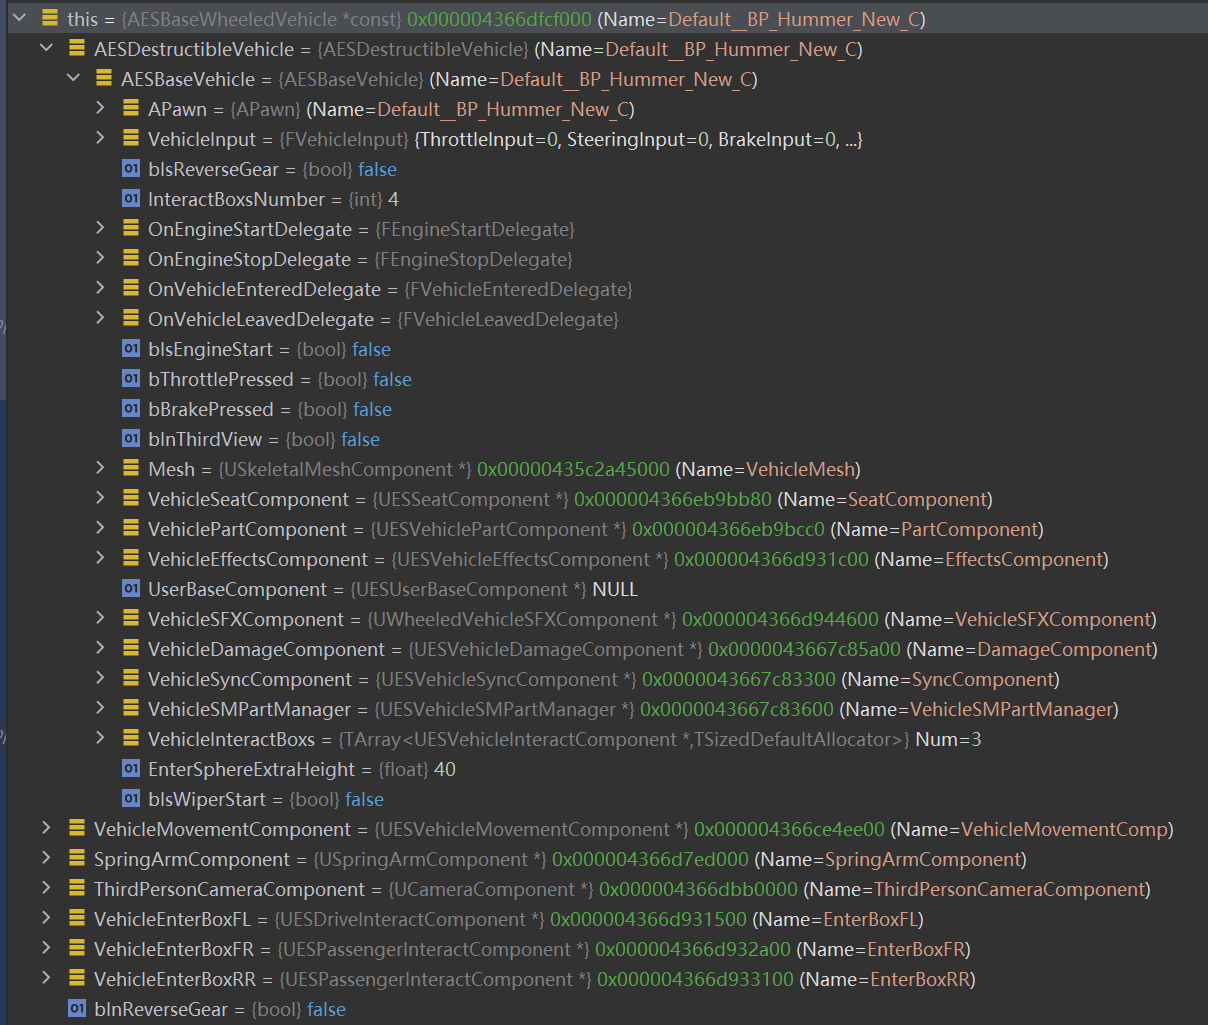 this = {AESBaseWheeledVehicle *const} 0x000004366dfcf000 (Name=Default__BP_Hummer_New_C)
AESDestructibleVehicle = {AESDestructibleVehicle} (Name=Default__BP_Hummer_New_C)
AESBaseVehicle = {AESBaseVehicle} (Name=Default__BP_Hummer_New_C)
APawn = {APawn} (Name=Default__BP_Hummer_New_C)
VehicleInput = {FVehicleInput} {ThrottleInput=0, SteeringInput=0, BrakeInput=0, ...}
01 bIsReverseGear = {bool} false
01 InteractBoxsNumber = {int} 4
OnEngineStartDelegate = {FEngineStartDelegate}
OnEngineStopDelegate = {FEngineStopDelegate}
OnVehicleEnteredDelegate = {FVehicleEnteredDelegate}
OnVehicleLeavedDelegate = {FVehicleLeavedDelegate}
01 bIsEngineStart = {bool} false
01 bThrottlePressed = {bool} false
01 bBrakePressed = {bool} false
01 bInThirdView = {bool} false
Mesh = {USkeletalMeshComponent *} 0x00000435c2a45000 (Name=VehicleMesh)
VehicleSeatComponent = {UESSeatComponent *} 0x000004366eb9bb80 (Name=SeatComponent)
VehiclePartComponent = {UESVehiclePartComponent *} 0x000004366eb9bcc0 (Name=PartComponent)
VehicleEffectsComponent = {UESVehicleEffectsComponent *} 0x000004366d931c00 (Name=EffectsComponent)
01 UserBaseComponent = {UESUserBaseComponent *} NULL
VehicleSFXComponent = {UWheeledVehicleSFXComponent *} 0x000004366d944600 (Name=VehicleSFXComponent)
VehicleDamageComponent = {UESVehicleDamageComponent *} 0x0000043667c85a00 (Name=DamageComponent)
VehicleSyncComponent = {UESVehicleSyncComponent *} 0x0000043667c83300 (Name=SyncComponent)
VehicleSMPartManager = {UESVehicleSMPartManager *} 0x0000043667c83600 (Name=VehicleSMPartManager)
VehicleInteractBoxs = {TArray<UESVehicleInteractComponent *,TSizedDefaultAllocator>} Num=3
01 EnterSphereExtraHeight = {float} 40
01 bIsWiperStart = {bool} false
VehicleMovementComponent = {UESVehicleMovementComponent *} 0x000004366ce4ee00 (Name=VehicleMovementComp)
SpringArmComponent = {USpringArmComponent *} 0x000004366d7ed000 (Name=SpringArmComponent)
ThirdPersonCameraComponent = {UCameraComponent *} 0x000004366dbb0000 (Name=ThirdPersonCameraComponent)
VehicleEnterBoxFL = {UESDriveInteractComponent *} 0x000004366d931500 (Name=EnterBoxFL)
VehicleEnterBoxFR = {UESPassengerInteractComponent *} 0x000004366d932a00 (Name=EnterBoxFR)
VehicleEnterBoxRR = {UESPassengerInteractComponent *} 0x000004366d933100 (Name=EnterBoxRR)
01 bInReverseGear = {bool} false